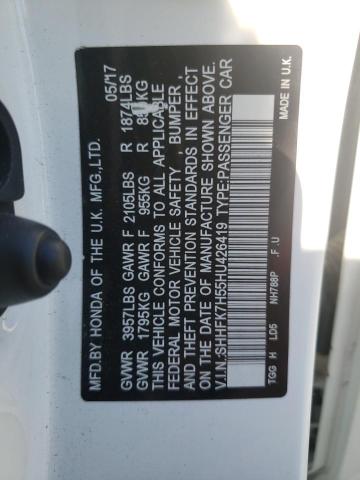 MFD.BY HONDA OF THE U.K. MFG.,LTD. 05/17
GVWR 3957LBS GAWR F 2105LBS R 1874LBS
GVWR 1795KG GAWR F 955KG R KG
THIS VEHICLE CONFORMS TO ALL APPLICABLE
FEDERAL MOTOR VEHICLE SAFETY , BUMPER ,
AND THEFT PREVENTION STANDARDS IN EFFECT ON
THE DATE OF MANUFACTURE SHOWN ABOVE.
V.I.N.:SHHFK7H55HU426419 TYPE:PASSENGER CAR
TGG H LD5 NH788P .F .U MADE IN U.K.